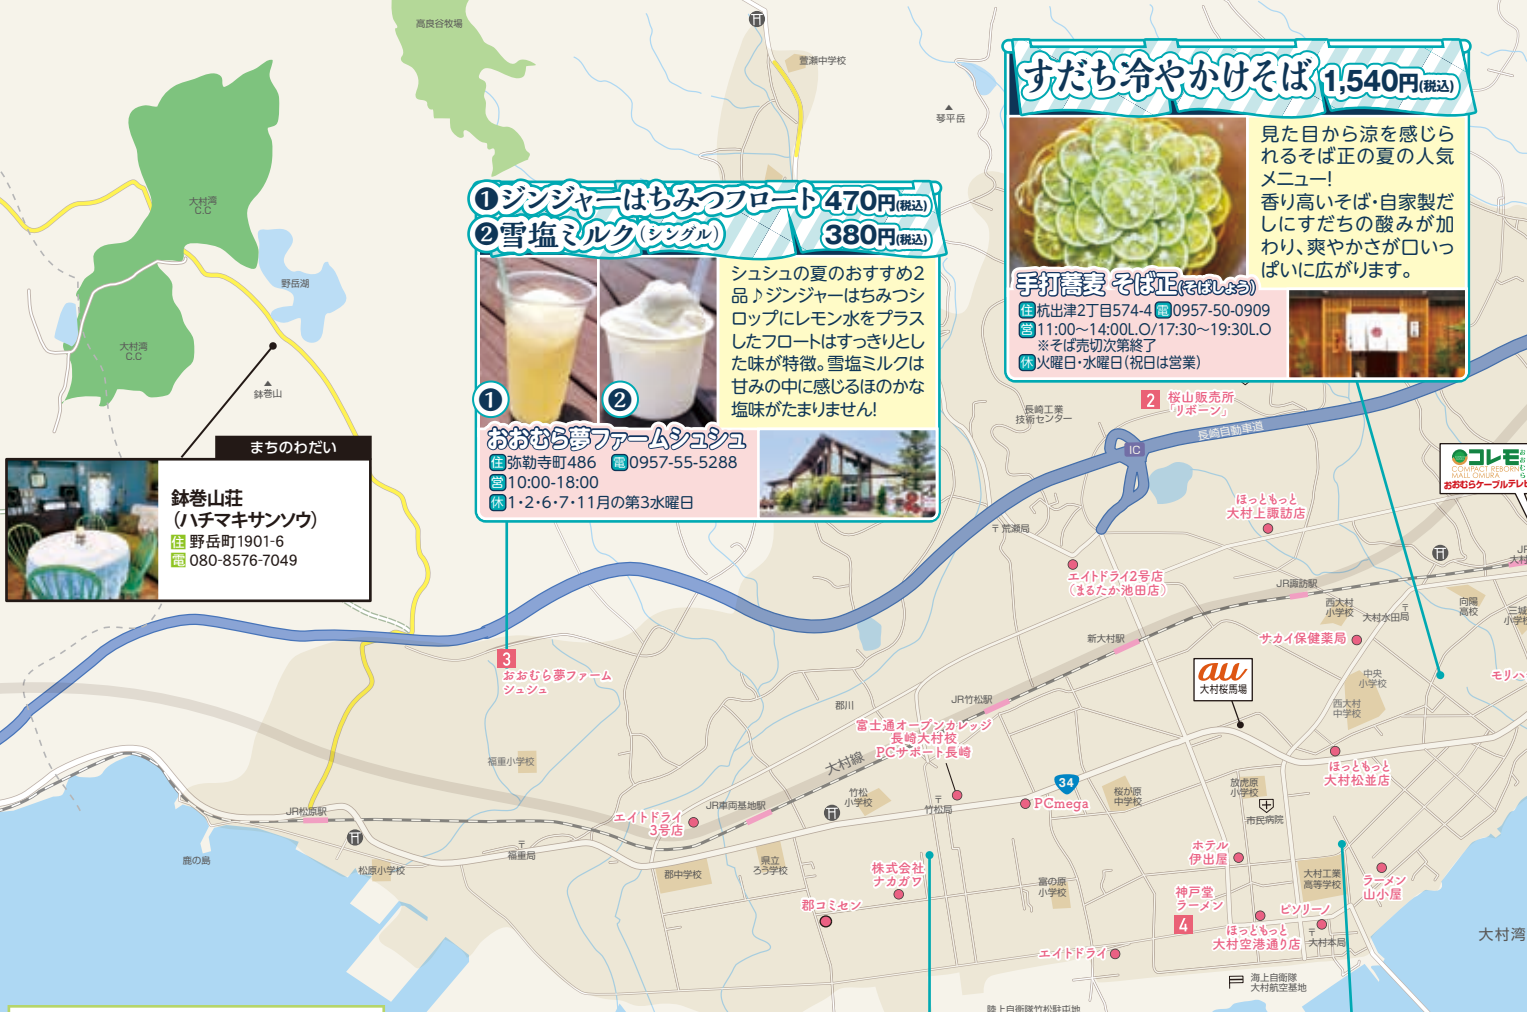 高良谷牧場
萱瀬中学校
琴平岳
大村湾
C.C
野岳湖
大村湾
C.C
鉢巻山
まちのわだい
鉢巻山荘
(ハチマキサンソウ)
住 野岳町1901-6
電 080-8576-7049
❶ジンジャーはちみつフロート 470円(税込)
❷雪塩ミルク(シングル) 380円(税込)
シュシュの夏のおすすめ2
品♪ジンジャーはちみつシ
ロップにレモン水をプラス
したフロートはすっきりとし
た味が特徴。雪塩ミルクは
甘みの中に感じるほのかな
塩味がたまりません!
❶
❷
おおむら夢ファームシュシュ
住 弥勒寺町486 電 0957-55-5288
営 10:00-18:00
休 1・2・6・7・11月の第3水曜日
すだち冷やかけそば 1,540円(税込)
見た目から涼を感じら
れるそば正の夏の人気
メニュー!
香り高いそば・自家製だ
しにすだちの酸みが加
わり、爽やかさが口いっ
ぱいに広がります。
手打蕎麦 そば正(そばしょう)
住 杭出津2丁目574-4 電 0957-50-0909
営 11:00〜14:00L.O/17:30〜19:30L.O
※そば売切次第終了
休 火曜日・水曜日(祝日は営業)
2 桜山販売所
「リボーン」
長崎工業
技術センター
長崎自動車道
IC
コレモ
おおむら
COMPACT REBORN
MALL OMURA
おおむらケーブルテレビ
ほっともっと
大村上諏訪店
〒荒瀬局
エイトドライ2号店
(まるたか池田店)
JR諏訪駅
JR
大村
西大村
小学校
〒
大村水田局
向陽
高校
三城
小学校
新大村駅
サカイ保健薬局
au
大村桜馬場
中央
小学校
モリハ
西大村
中学校
3
おおむら夢ファーム
シュシュ
JR竹松駅
郡川
富士通オープンカレッジ
長崎大村校
PCサポート長崎
大村線
福重小学校
竹松
小学校
〒
竹松局
34
PCmega
桜が原
中学校
放虎原
小学校
市民病院
ほっともっと
大村松並店
JR松原駅
JR車両基地駅
エイトドライ
3号店
鹿の島
松原小学校
〒
福重局
郡中学校
県立
ろう学校
株式会社
ナカガワ
郡コミセン
富の原
小学校
ホテル
伊出屋
大村工業
高等学校
ラーメン
山小屋
神戸堂
ラーメン
4
ピソリーノ
ほっともっと
大村空港通り店
〒
大村本局
大村湾
エイトドライ
海上自衛隊
大村航空基地
陸上自衛隊竹松駐屯地